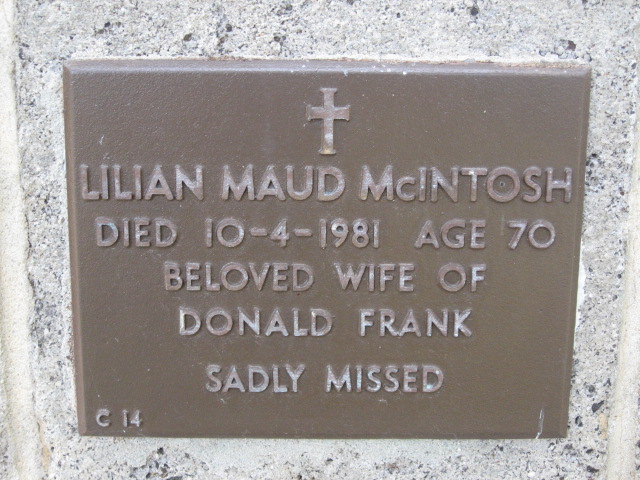 LILIAN MAUD McINTOSH
DIED 10-4-1981 AGE 70
BELOVED WIFE OF
DONALD FRANK
SADLY MISSED
C 14